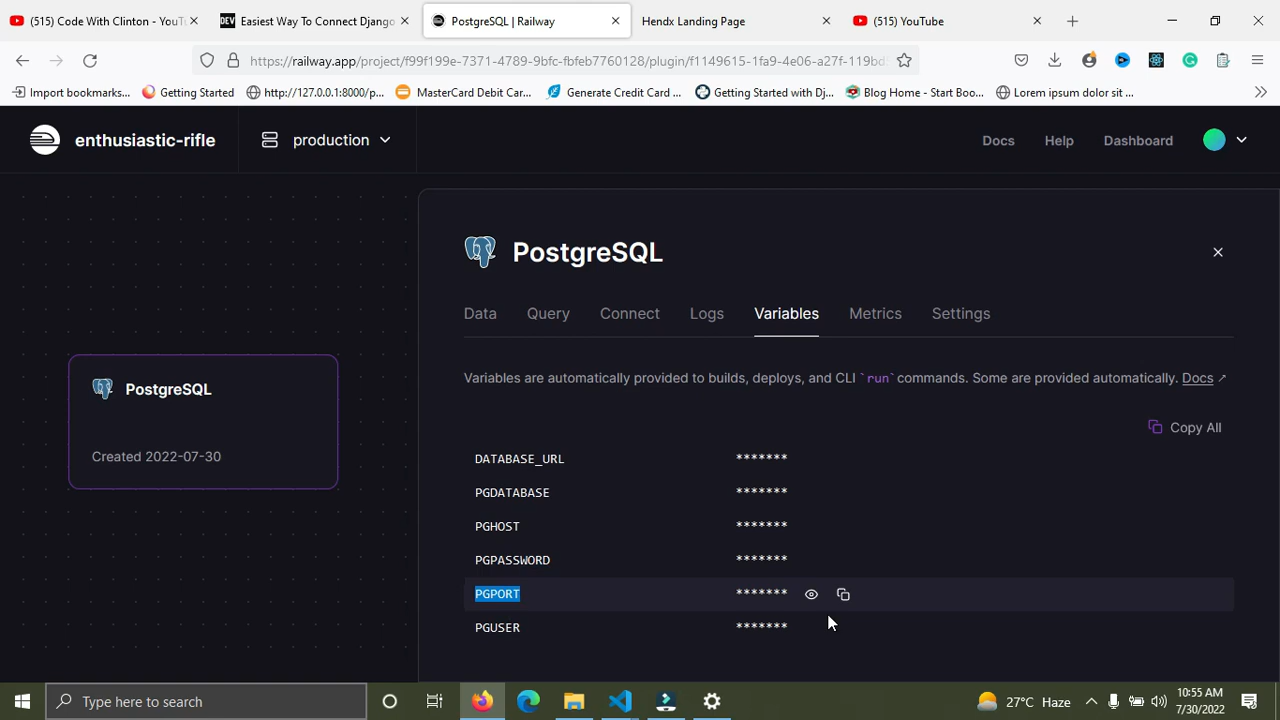 (515) Code With Clinton - YouT
Easiest Way To Connect Django
PostgreSQL | Railway
Hendx Landing Page
(515) YouTube
https://railway.app/project/f99f199e-7371-4789-9bfc-fbfeb7760128/plugin/f1149615-1fa9-4e06-a27f-119bd
Import bookmarks...
Getting Started
http://127.0.0.1:8000/p...
MasterCard Debit Car...
Generate Credit Card ...
Getting Started with Dj...
Blog Home - Start Boo...
Lorem ipsum dolor sit ...
enthusiastic-rifle
production
Docs
Help
Dashboard
PostgreSQL
Data
Query
Connect
Logs
Variables
Metrics
Settings
PostgreSQL
Created 2022-07-30
Variables are automatically provided to builds, deploys, and CLI `run` commands. Some are provided automatically. Docs ↗
Copy All
DATABASE_URL *******
PGDATABASE *******
PGHOST *******
PGPASSWORD *******
PGPORT *******
PGUSER *******
Type here to search
27°C Haze
10:55 AM
7/30/2022